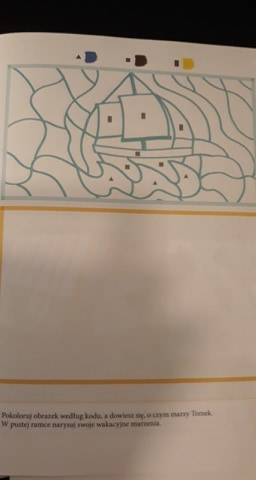 Pokoloruj obrazek według kodu, a dowiesz się, o czym marzy Tomek.
W pustej ramce narysuj swoje wakacyjne marzenia.